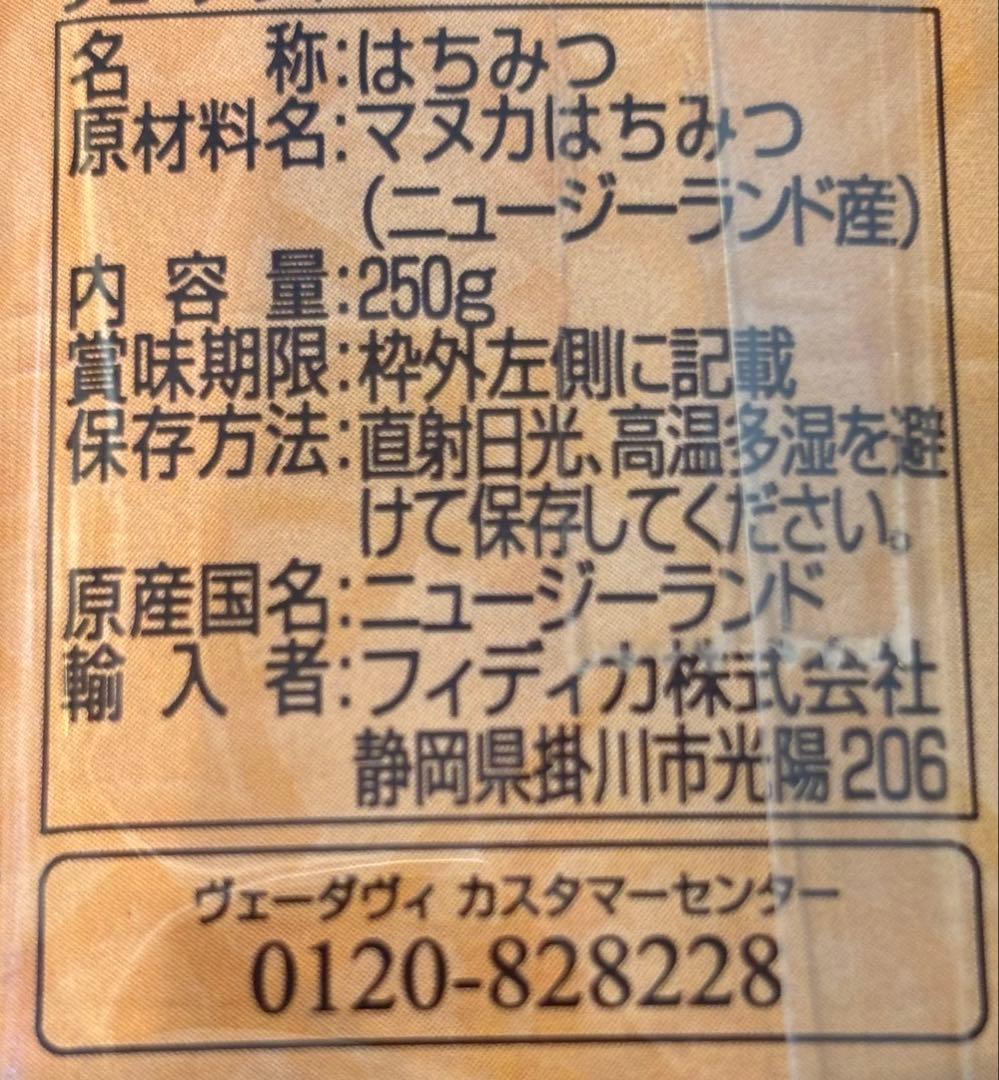 名称:はちみつ
原材料名:マヌカはちみつ
(ニュージーランド産)
内容量:250g
賞味期限:枠外左側に記載
保存方法:直射日光、高温多湿を避
けて保存してください。
原産国名:ニュージーランド
輸入者:フィディカ株式会社
静岡県掛川市光陽206
ヴェーダヴィ カスタマーセンター
0120-828228